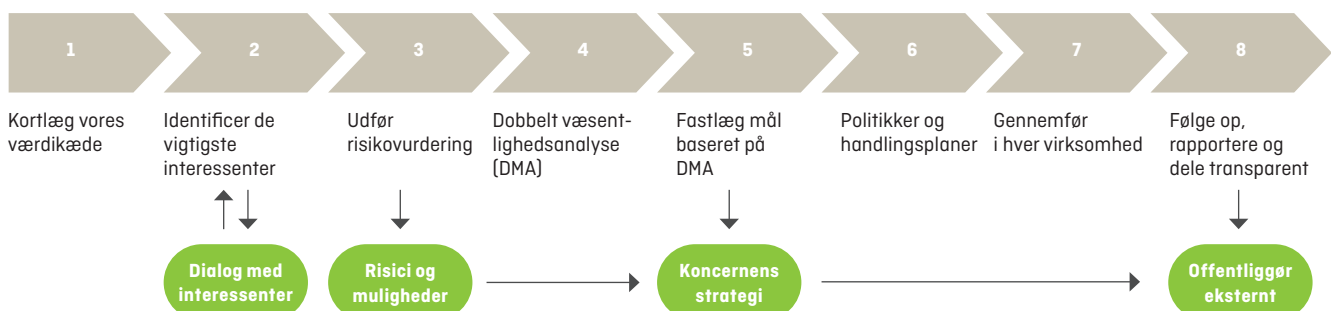 1
2
3
4
5
6
7
8
Kortlæg vores
værdikæde
Identificer de
vigtigste
interessenter
Udfør
risikovurdering
Dobbelt væsent-
lighedsanalyse
(DMA)
Fastlæg mål
baseret på
DMA
Politikker og
handlingsplaner
Gennemfør
i hver virksomhed
Følge op,
rapportere og
dele transparent
Dialog med
interessenter
Risici og
muligheder
Koncernens
strategi
Offentliggør
eksternt